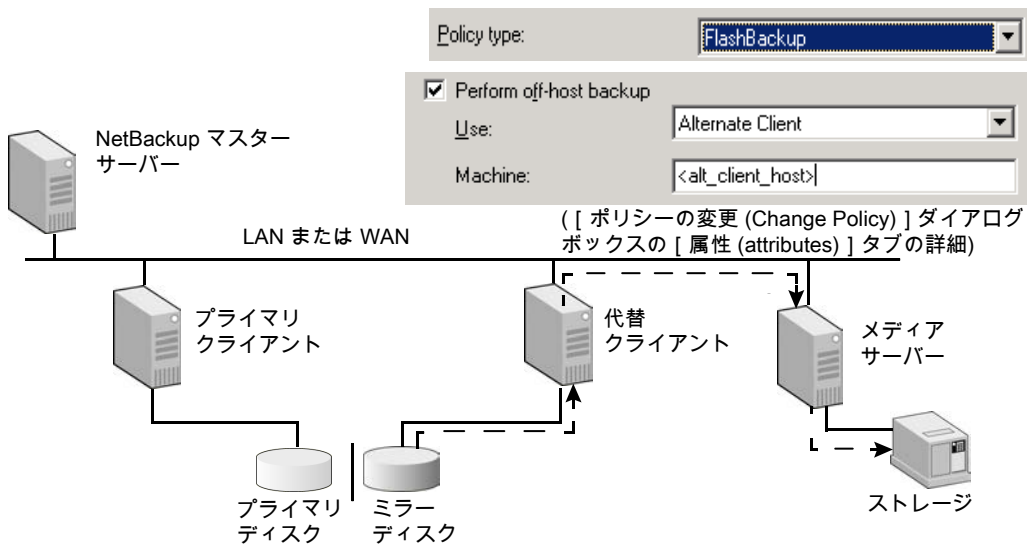 Policy type:
FlashBackup
Perform off-host backup
Use:
Alternate Client
Machine:
<alt_client_host>
([ ポリシーの変更 (Change Policy) ] ダイアログ
ボックスの [ 属性 (attributes) ] タブの詳細)
NetBackup マスター
サーバー
LAN または WAN
プライマリ
クライアント
代替
クライアント
メディア
サーバー
プライマリ
ディスク
ミラー
ディスク
ストレージ